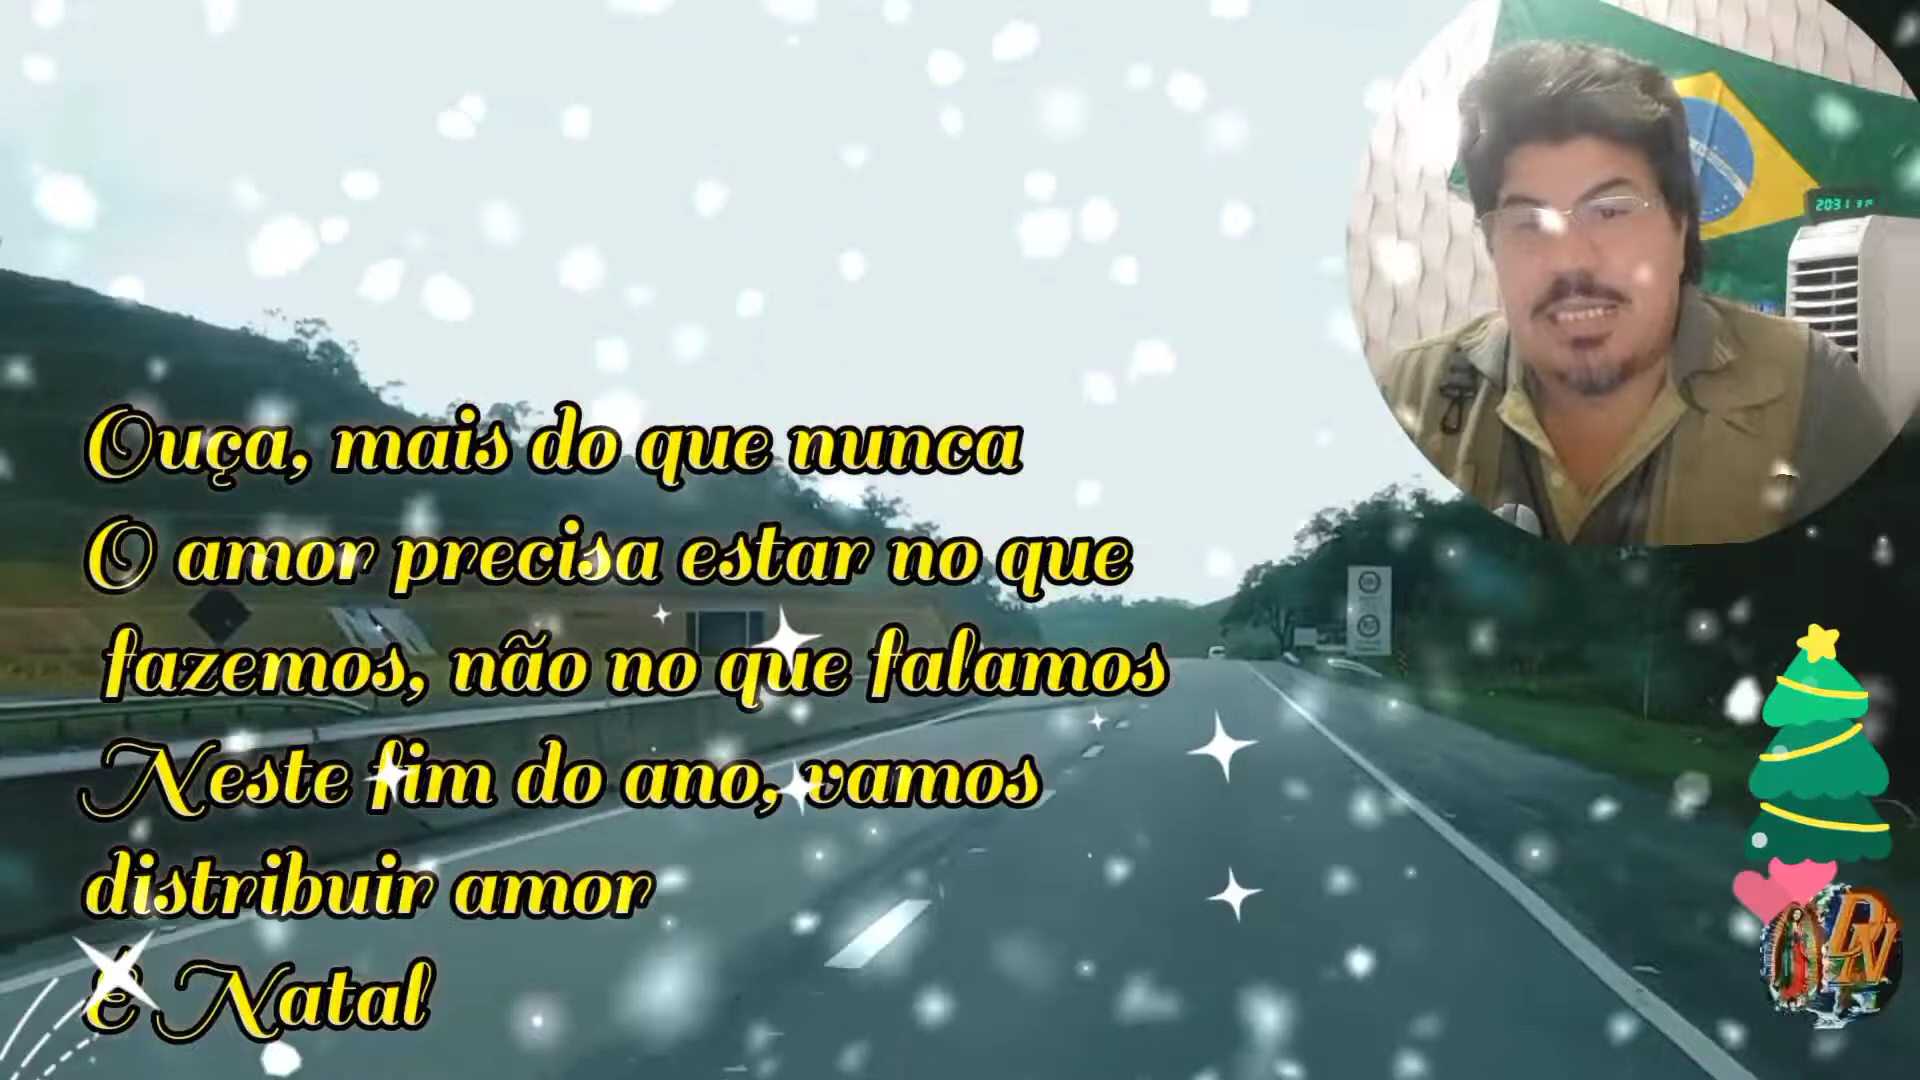 Ouça, mais do que nunca
O amor precisa estar no que
fazemos, não no que falamos
Neste fim do ano, vamos
distribuir amor
É Natal
DN